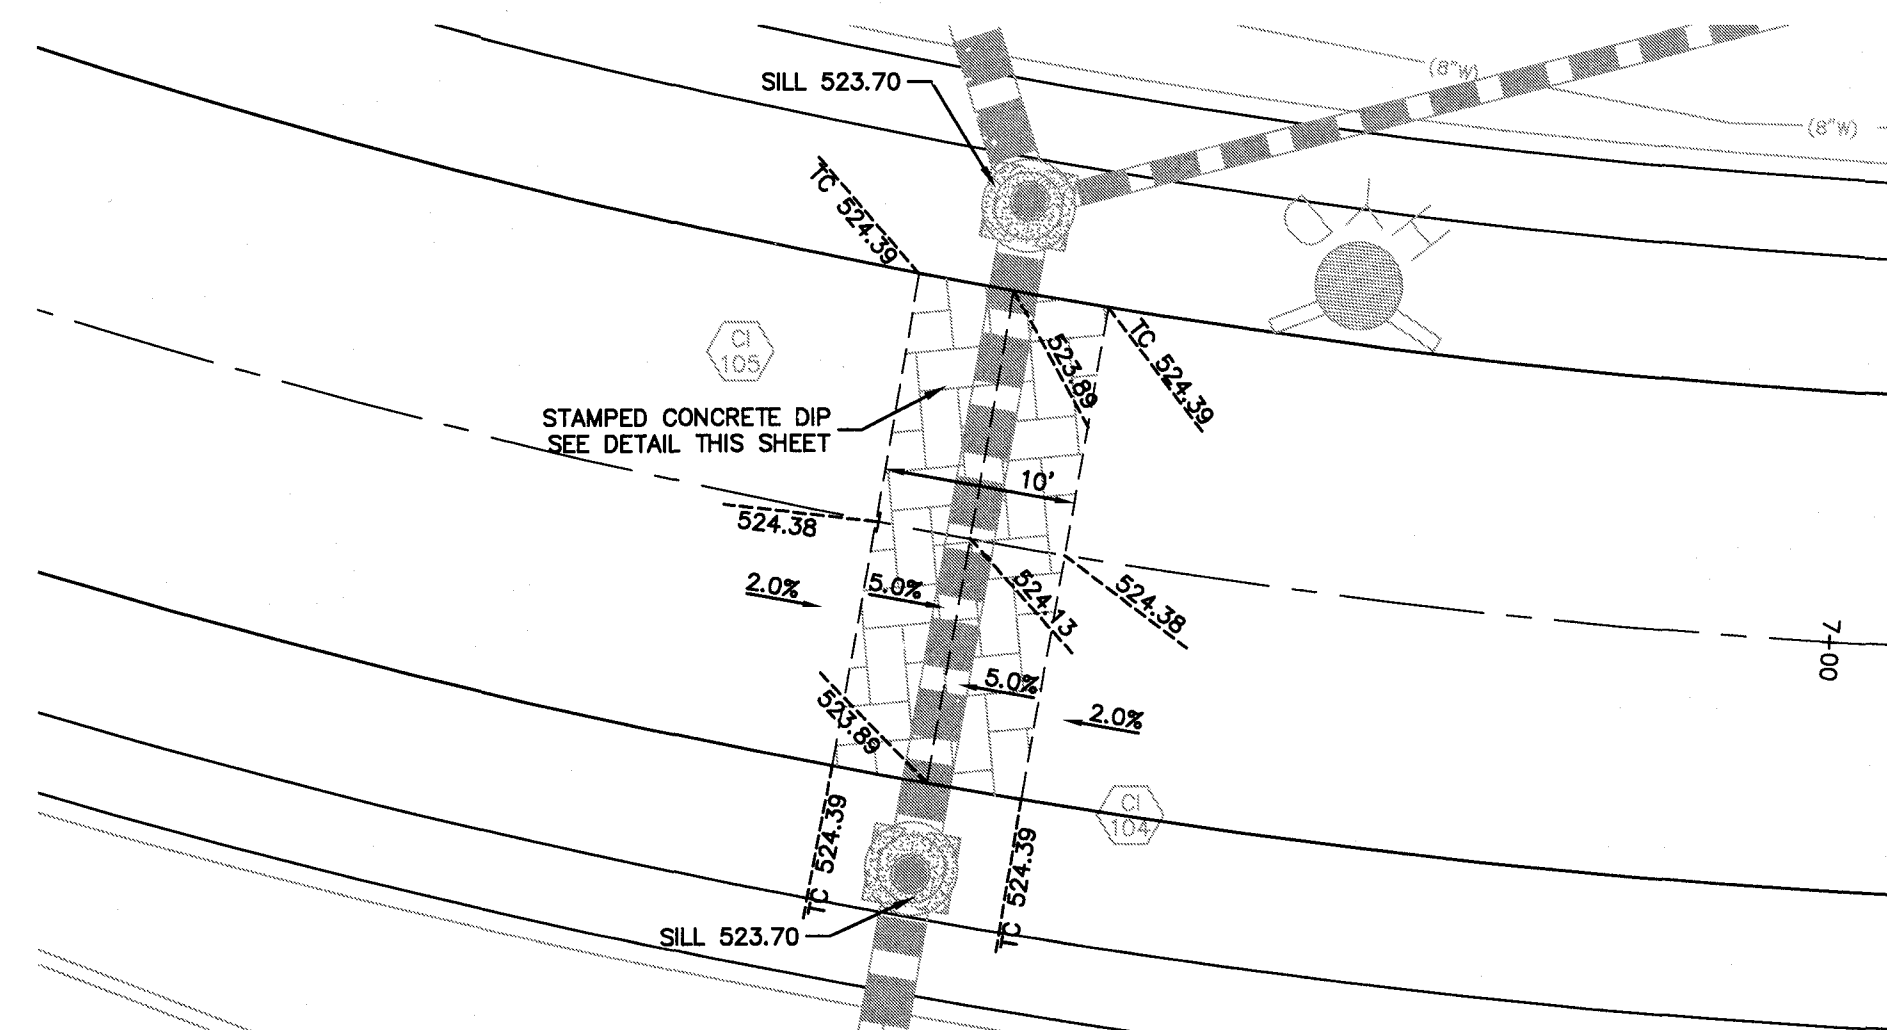 (8"W)
SILL 523.70
(8"W)
TC 524.39
CI
105
523.89
TC 524.39
STAMPED CONCRETE DIP
SEE DETAIL THIS SHEET
10'
524.38
2.0%
5.0%
524.13
524.38
7+00
5.0%
523.89
2.0%
TC 524.39
TC 524.39
CI
104
SILL 523.70